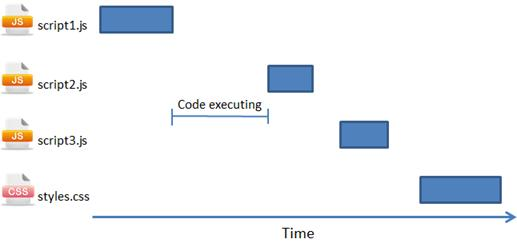 JS
script1.js
JS
script2.js
Code executing
JS
script3.js
CSS
styles.css
Time